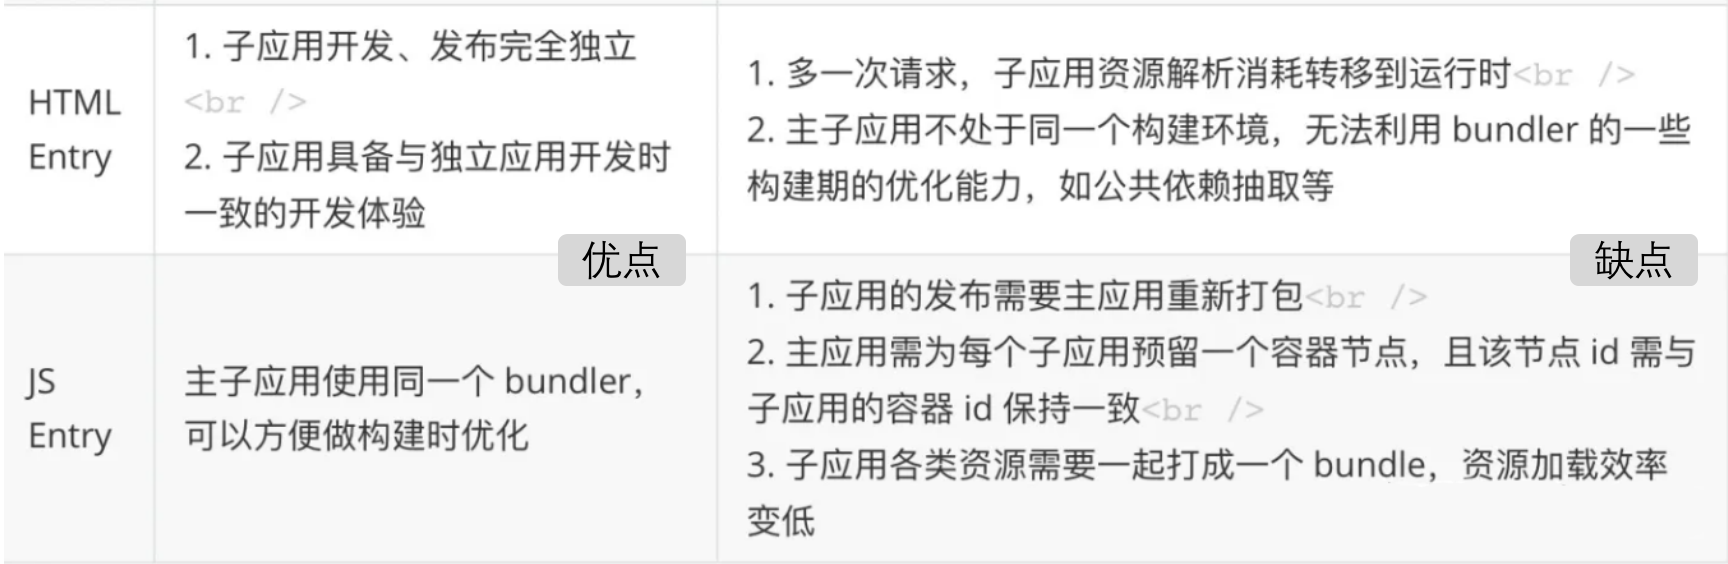 HTML
Entry
1. 子应用开发、发布完全独立
<br />
2. 子应用具备与独立应用开发时
一致的开发体验
优点
1. 多一次请求，子应用资源解析消耗转移到运行时<br />
2. 主子应用不处于同一个构建环境，无法利用 bundler 的一些
构建期的优化能力，如公共依赖抽取等
缺点
JS
Entry
主子应用使用同一个 bundler，
可以方便做构建时优化
1. 子应用的发布需要主应用重新打包<br />
2. 主应用需为每个子应用预留一个容器节点，且该节点 id 需与
子应用的容器 id 保持一致<br />
3. 子应用各类资源需要一起打成一个 bundle，资源加载效率
变低